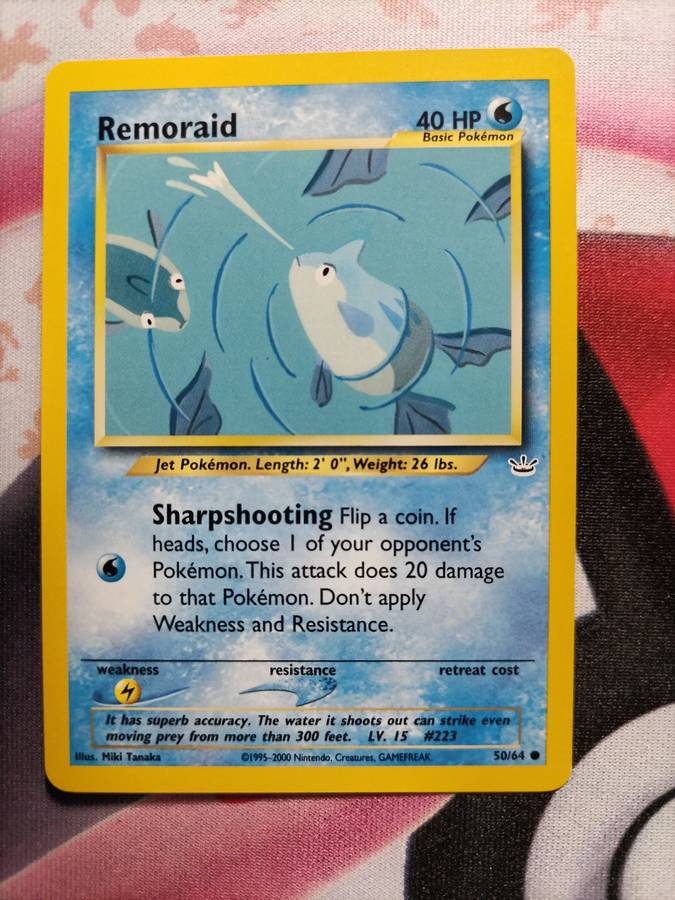 Remoraid
40 HP
Basic Pokémon
Jet Pokémon. Length: 2' 0", Weight: 26 lbs.
Sharpshooting Flip a coin. If
heads, choose 1 of your opponent's
Pokémon. This attack does 20 damage
to that Pokémon. Don't apply
Weakness and Resistance.
weakness resistance retreat cost
It has superb accuracy. The water it shoots out can strike even
moving prey from more than 300 feet. LV. 15 #223
Illus. Miki Tanaka ©1995-2000 Nintendo, Creatures, GAMEFREAK. 50/64